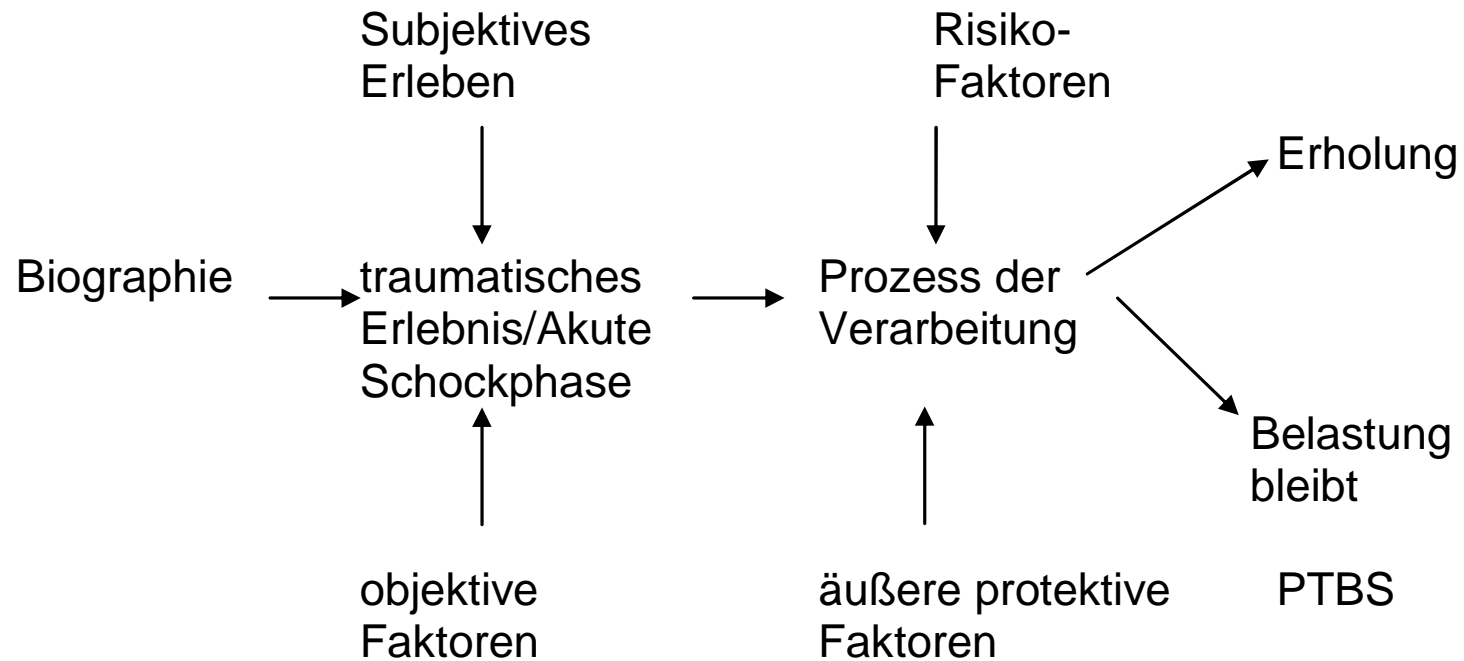 Subjektives
Erleben
Risiko-
Faktoren
Erholung
Biographie
traumatisches
Erlebnis/Akute
Schockphase
Prozess der
Verarbeitung
Belastung
bleibt
objektive
Faktoren
äußere protektive
Faktoren
PTBS